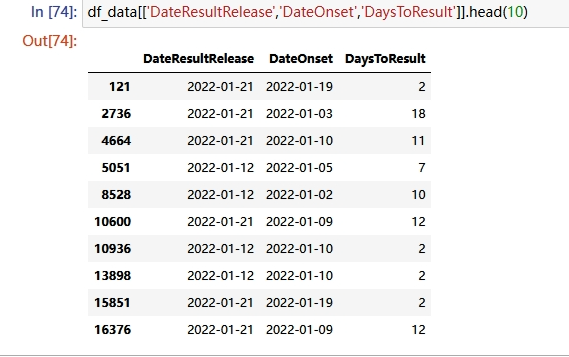 In [74]: df_data[['DateResultRelease','DateOnset','DaysToResult']].head(10)
Out[74]:
DateResultRelease DateOnset DaysToResult
121 2022-01-21 2022-01-19 2
2736 2022-01-21 2022-01-03 18
4664 2022-01-21 2022-01-10 11
5051 2022-01-12 2022-01-05 7
8528 2022-01-12 2022-01-02 10
10600 2022-01-21 2022-01-09 12
10936 2022-01-12 2022-01-10 2
13898 2022-01-12 2022-01-10 2
15851 2022-01-21 2022-01-19 2
16376 2022-01-21 2022-01-09 12